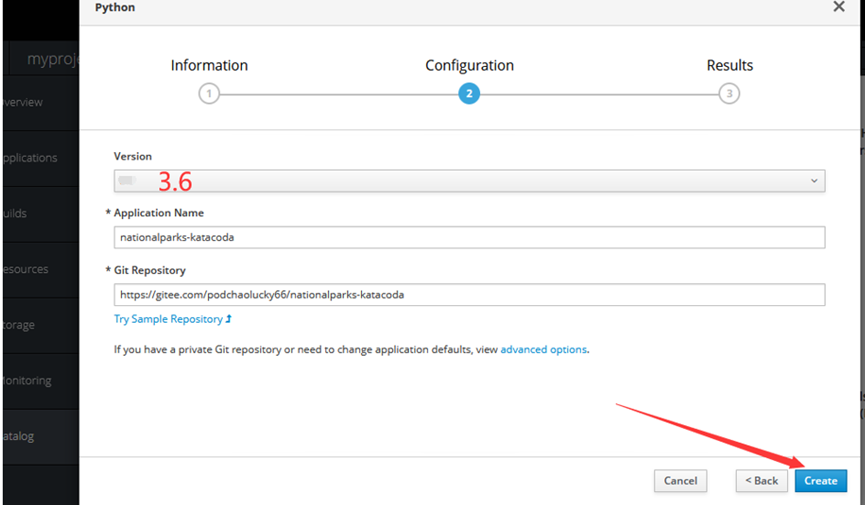 Python
myproje
Information
Configuration
Results
1
2
3
verview
pplications
uilds
esources
torage
onitoring
atalog
Version
3.6
* Application Name
nationalparks-katacoda
* Git Repository
https://gitee.com/podchaolucky66/nationalparks-katacoda
Try Sample Repository
If you have a private Git repository or need to change application defaults, view advanced options.
Cancel
< Back
Create